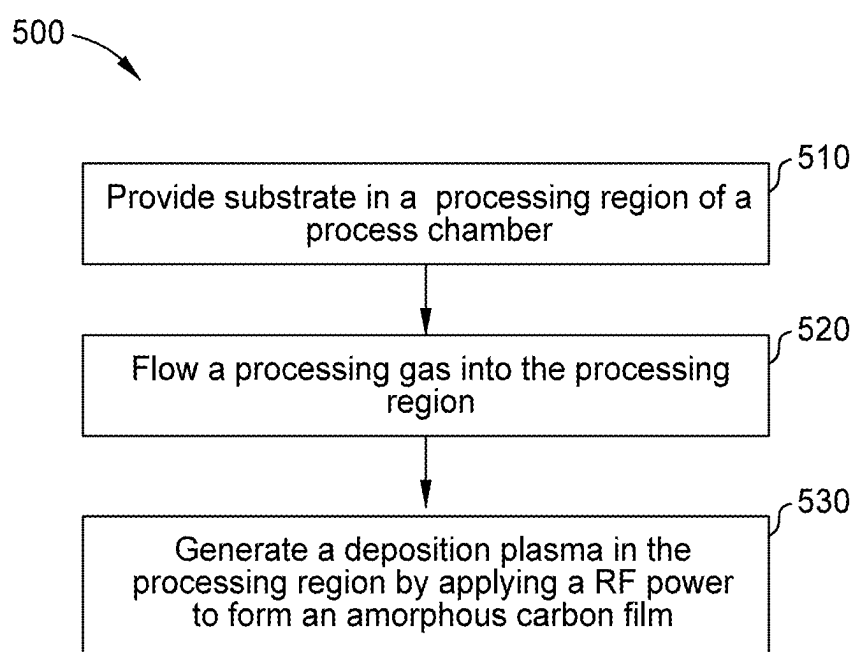 500
510
Provide substrate in a processing region of a
process chamber
520
Flow a processing gas into the processing
region
530
Generate a deposition plasma in the
processing region by applying a RF power
to form an amorphous carbon film